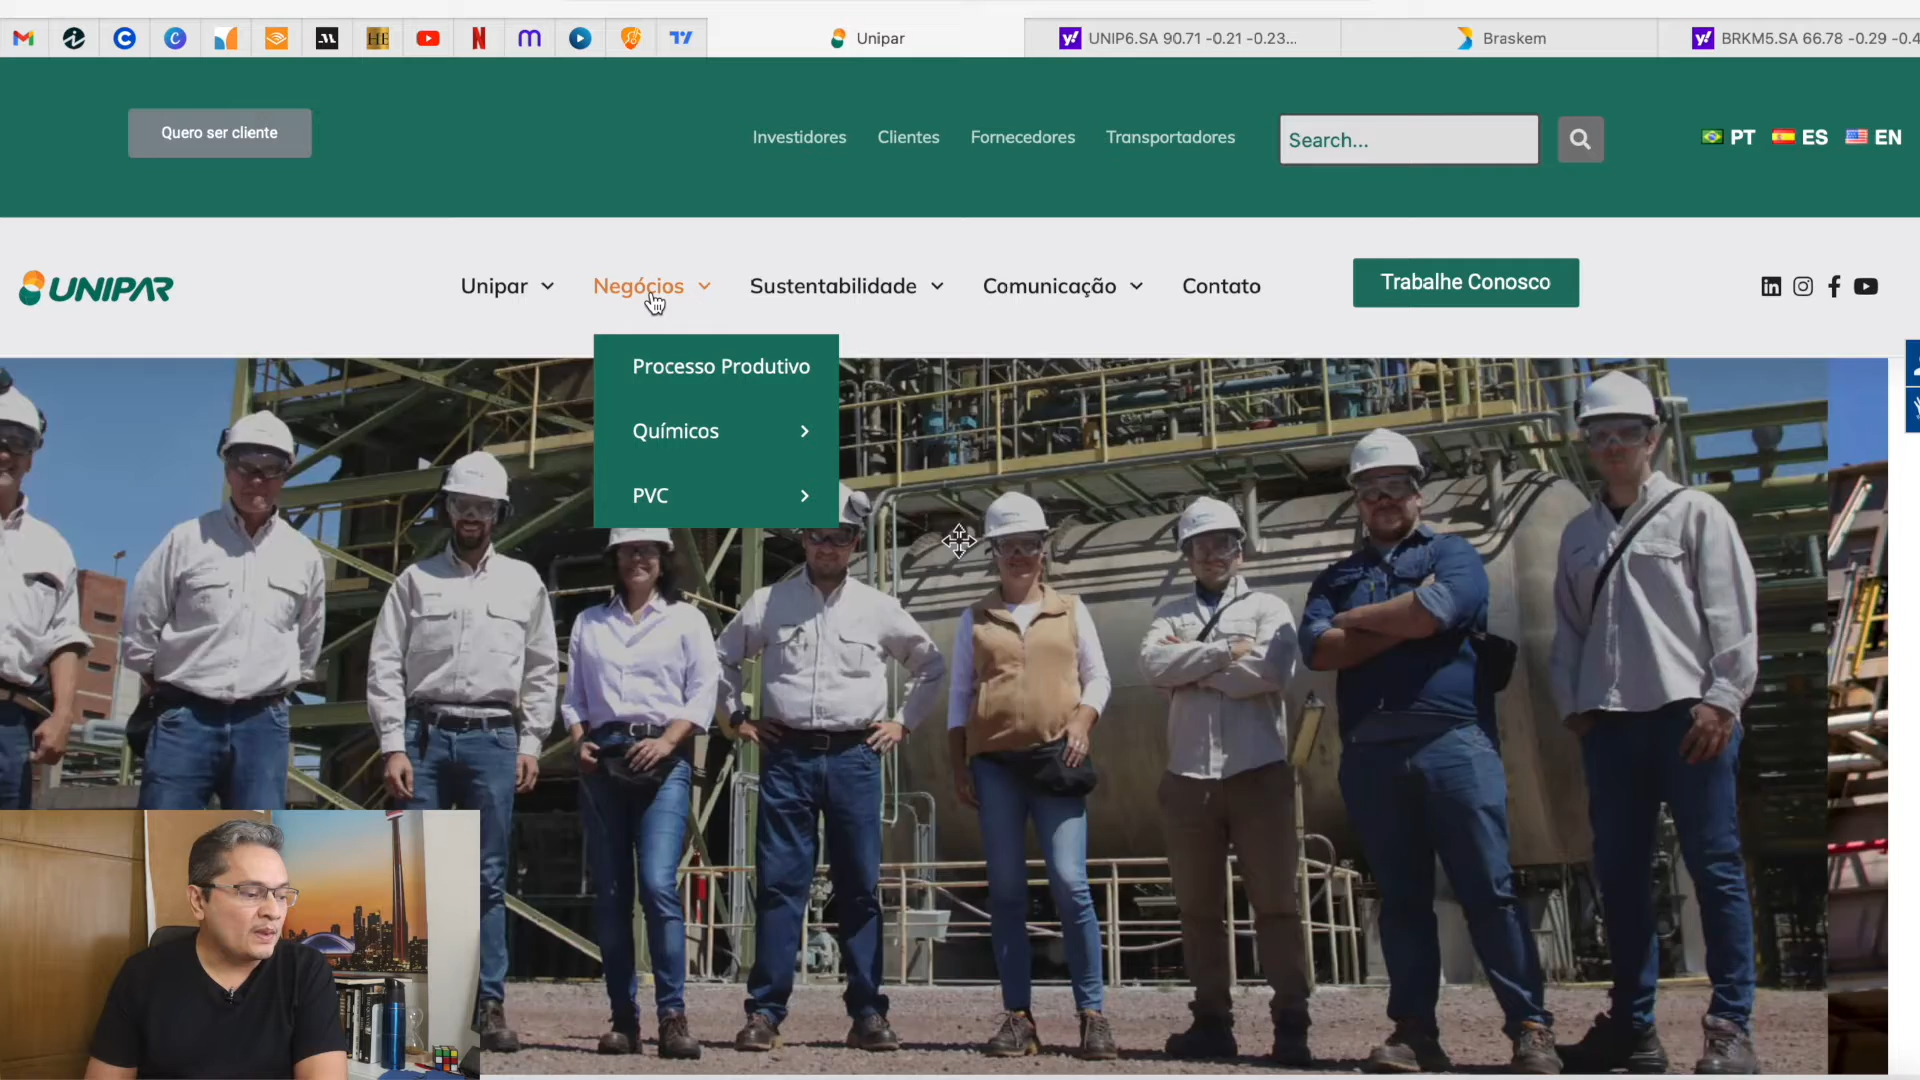 Unipar
UNIP6.SA 90.71 -0.21 -0.23...
Braskem
BRKM5.SA 66.78 -0.29 -0.4
Quero ser cliente
Investidores
Clientes
Fornecedores
Transportadores
Search...
PT
ES
EN
UNIPAR
Unipar
Negócios
Sustentabilidade
Comunicação
Contato
Trabalhe Conosco
Processo Produtivo
Químicos
PVC